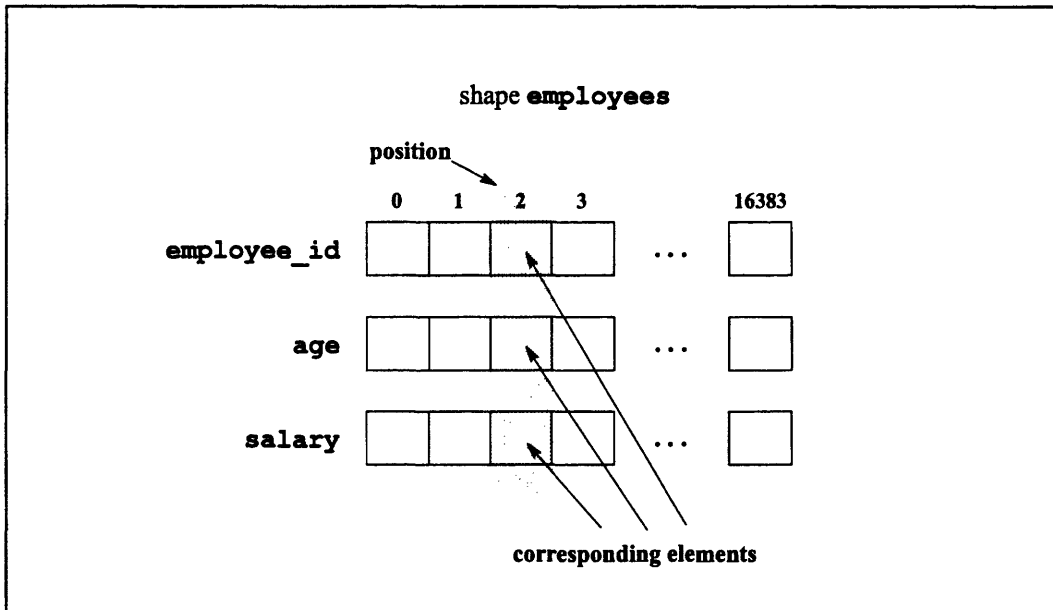 shape employees
position
0 1 2 3 16383
employee_id ...
age ...
salary ...
corresponding elements